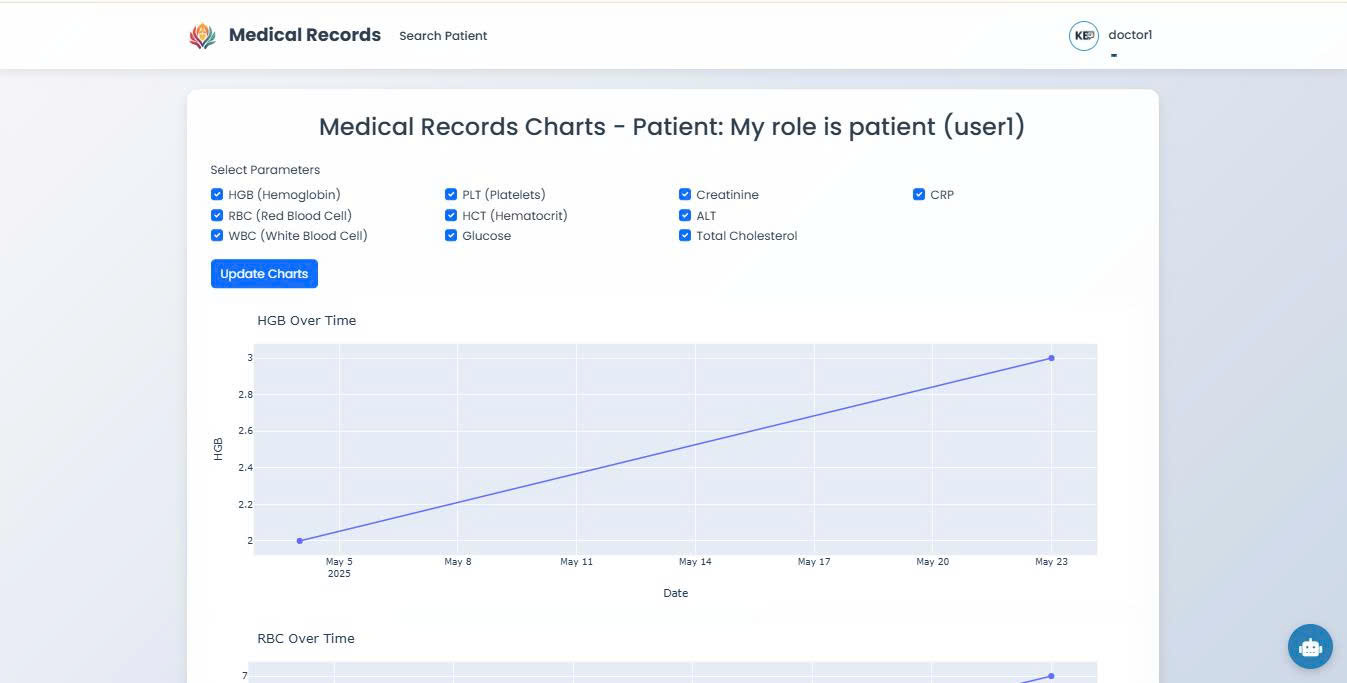 Medical Records Search Patient
KEP doctor1
Medical Records Charts - Patient: My role is patient (user1)
Select Parameters
HGB (Hemoglobin) PLT (Platelets) Creatinine CRP
RBC (Red Blood Cell) HCT (Hematocrit) ALT
WBC (White Blood Cell) Glucose Total Cholesterol
Update Charts
HGB Over Time
3
2.8
2.6
2.4
2.2
2
HGB
May 5 May 8 May 11 May 14 May 17 May 20 May 23
2025
Date
RBC Over Time
7